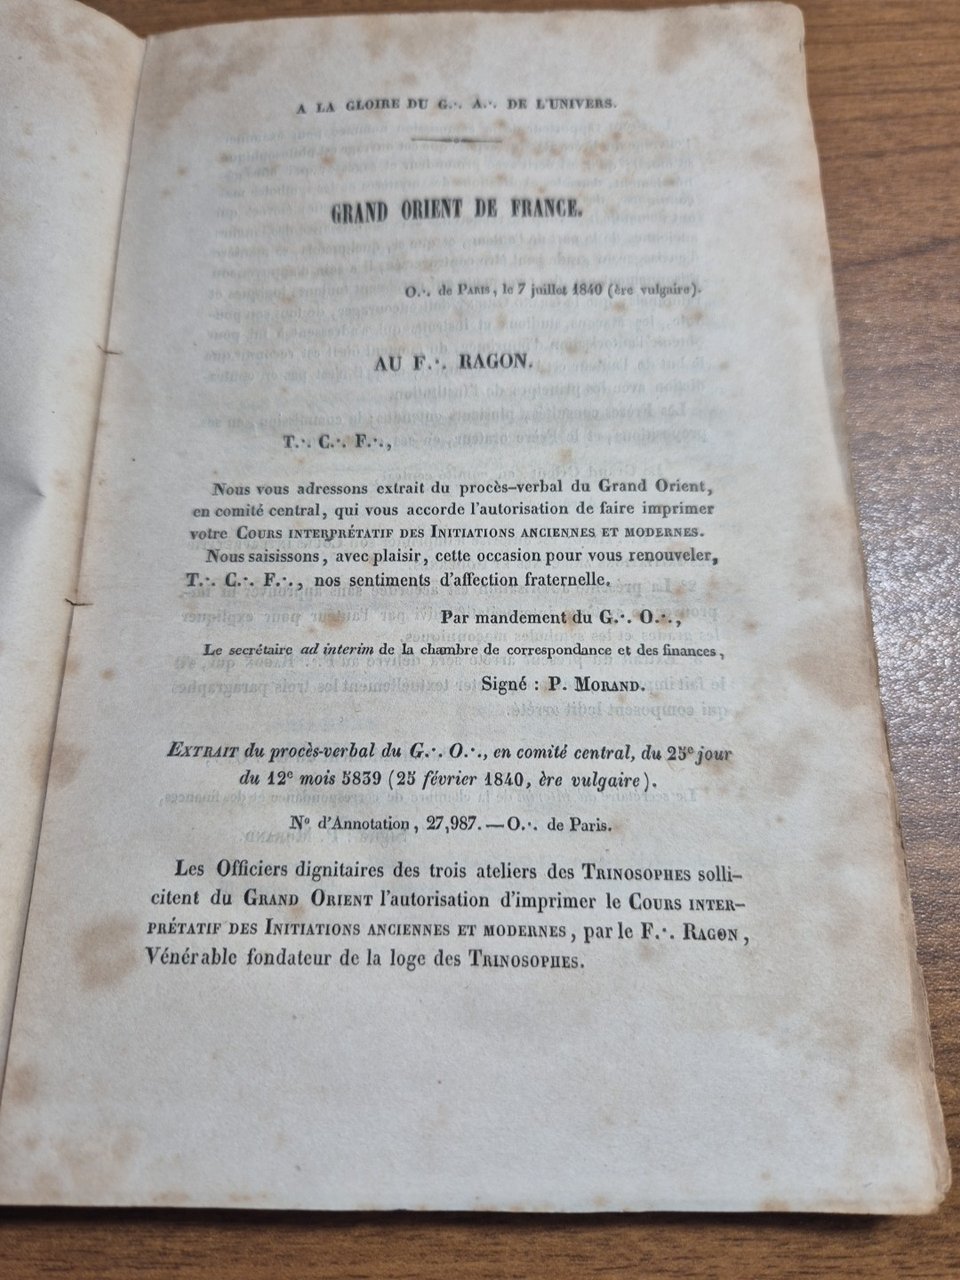 A LA GLOIRE DU G∴ A∴ DE L'UNIVERS.
GRAND ORIENT DE FRANCE.
O∴ de PARIS, le 7 juillet 1840 (ère vulgaire).
AU F∴ RAGON.
T∴ C∴ F∴,
Nous vous adressons extrait du procès-verbal du Grand Orient,
en comité central, qui vous accorde l'autorisation de faire imprimer
votre COURS INTERPRÉTATIF DES INITIATIONS ANCIENNES ET MODERNES.
Nous saisissons, avec plaisir, cette occasion pour vous renouveler,
T∴ C∴ F∴, nos sentiments d'affection fraternelle.
Par mandement du G∴ O∴,
Le secrétaire ad interim de la chambre de correspondance et des finances,
Signé : P. MORAND.
EXTRAIT du procès-verbal du G∴ O∴, en comité central, du 25e jour
du 12e mois 5839 (25 février 1840, ère vulgaire).
No d'Annotation, 27,987. — O∴ de Paris.
Les Officiers dignitaires des trois ateliers des TRINOSOPHES solli-
citent du GRAND ORIENT l'autorisation d'imprimer le COURS INTER-
PRÉTATIF DES INITIATIONS ANCIENNES ET MODERNES, par le F∴ RAGON,
Vénérable fondateur de la loge des TRINOSOPHES.